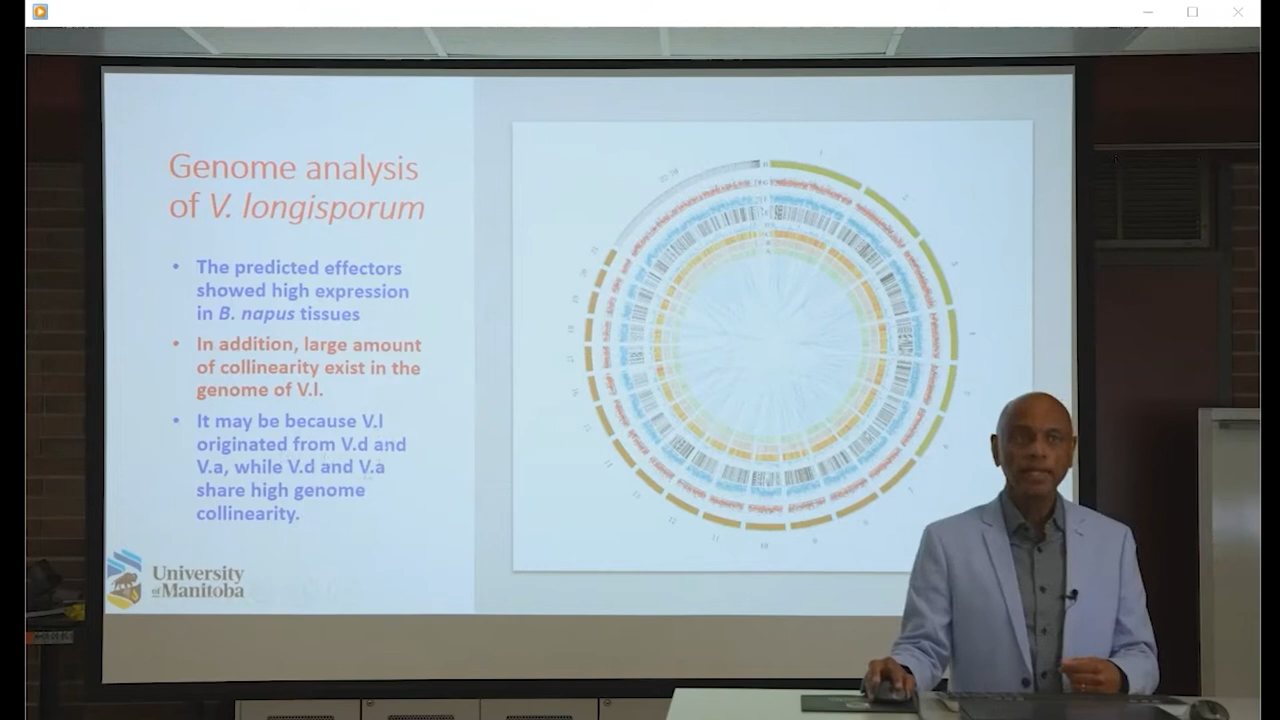 Genome analysis
of V. longisporum
• The predicted effectors
showed high expression
in B. napus tissues
• In addition, large amount
of collinearity exist in the
genome of V.l.
• It may be because V.l
originated from V.d and
V.a, while V.d and V.a
share high genome
collinearity.
University
of Manitoba